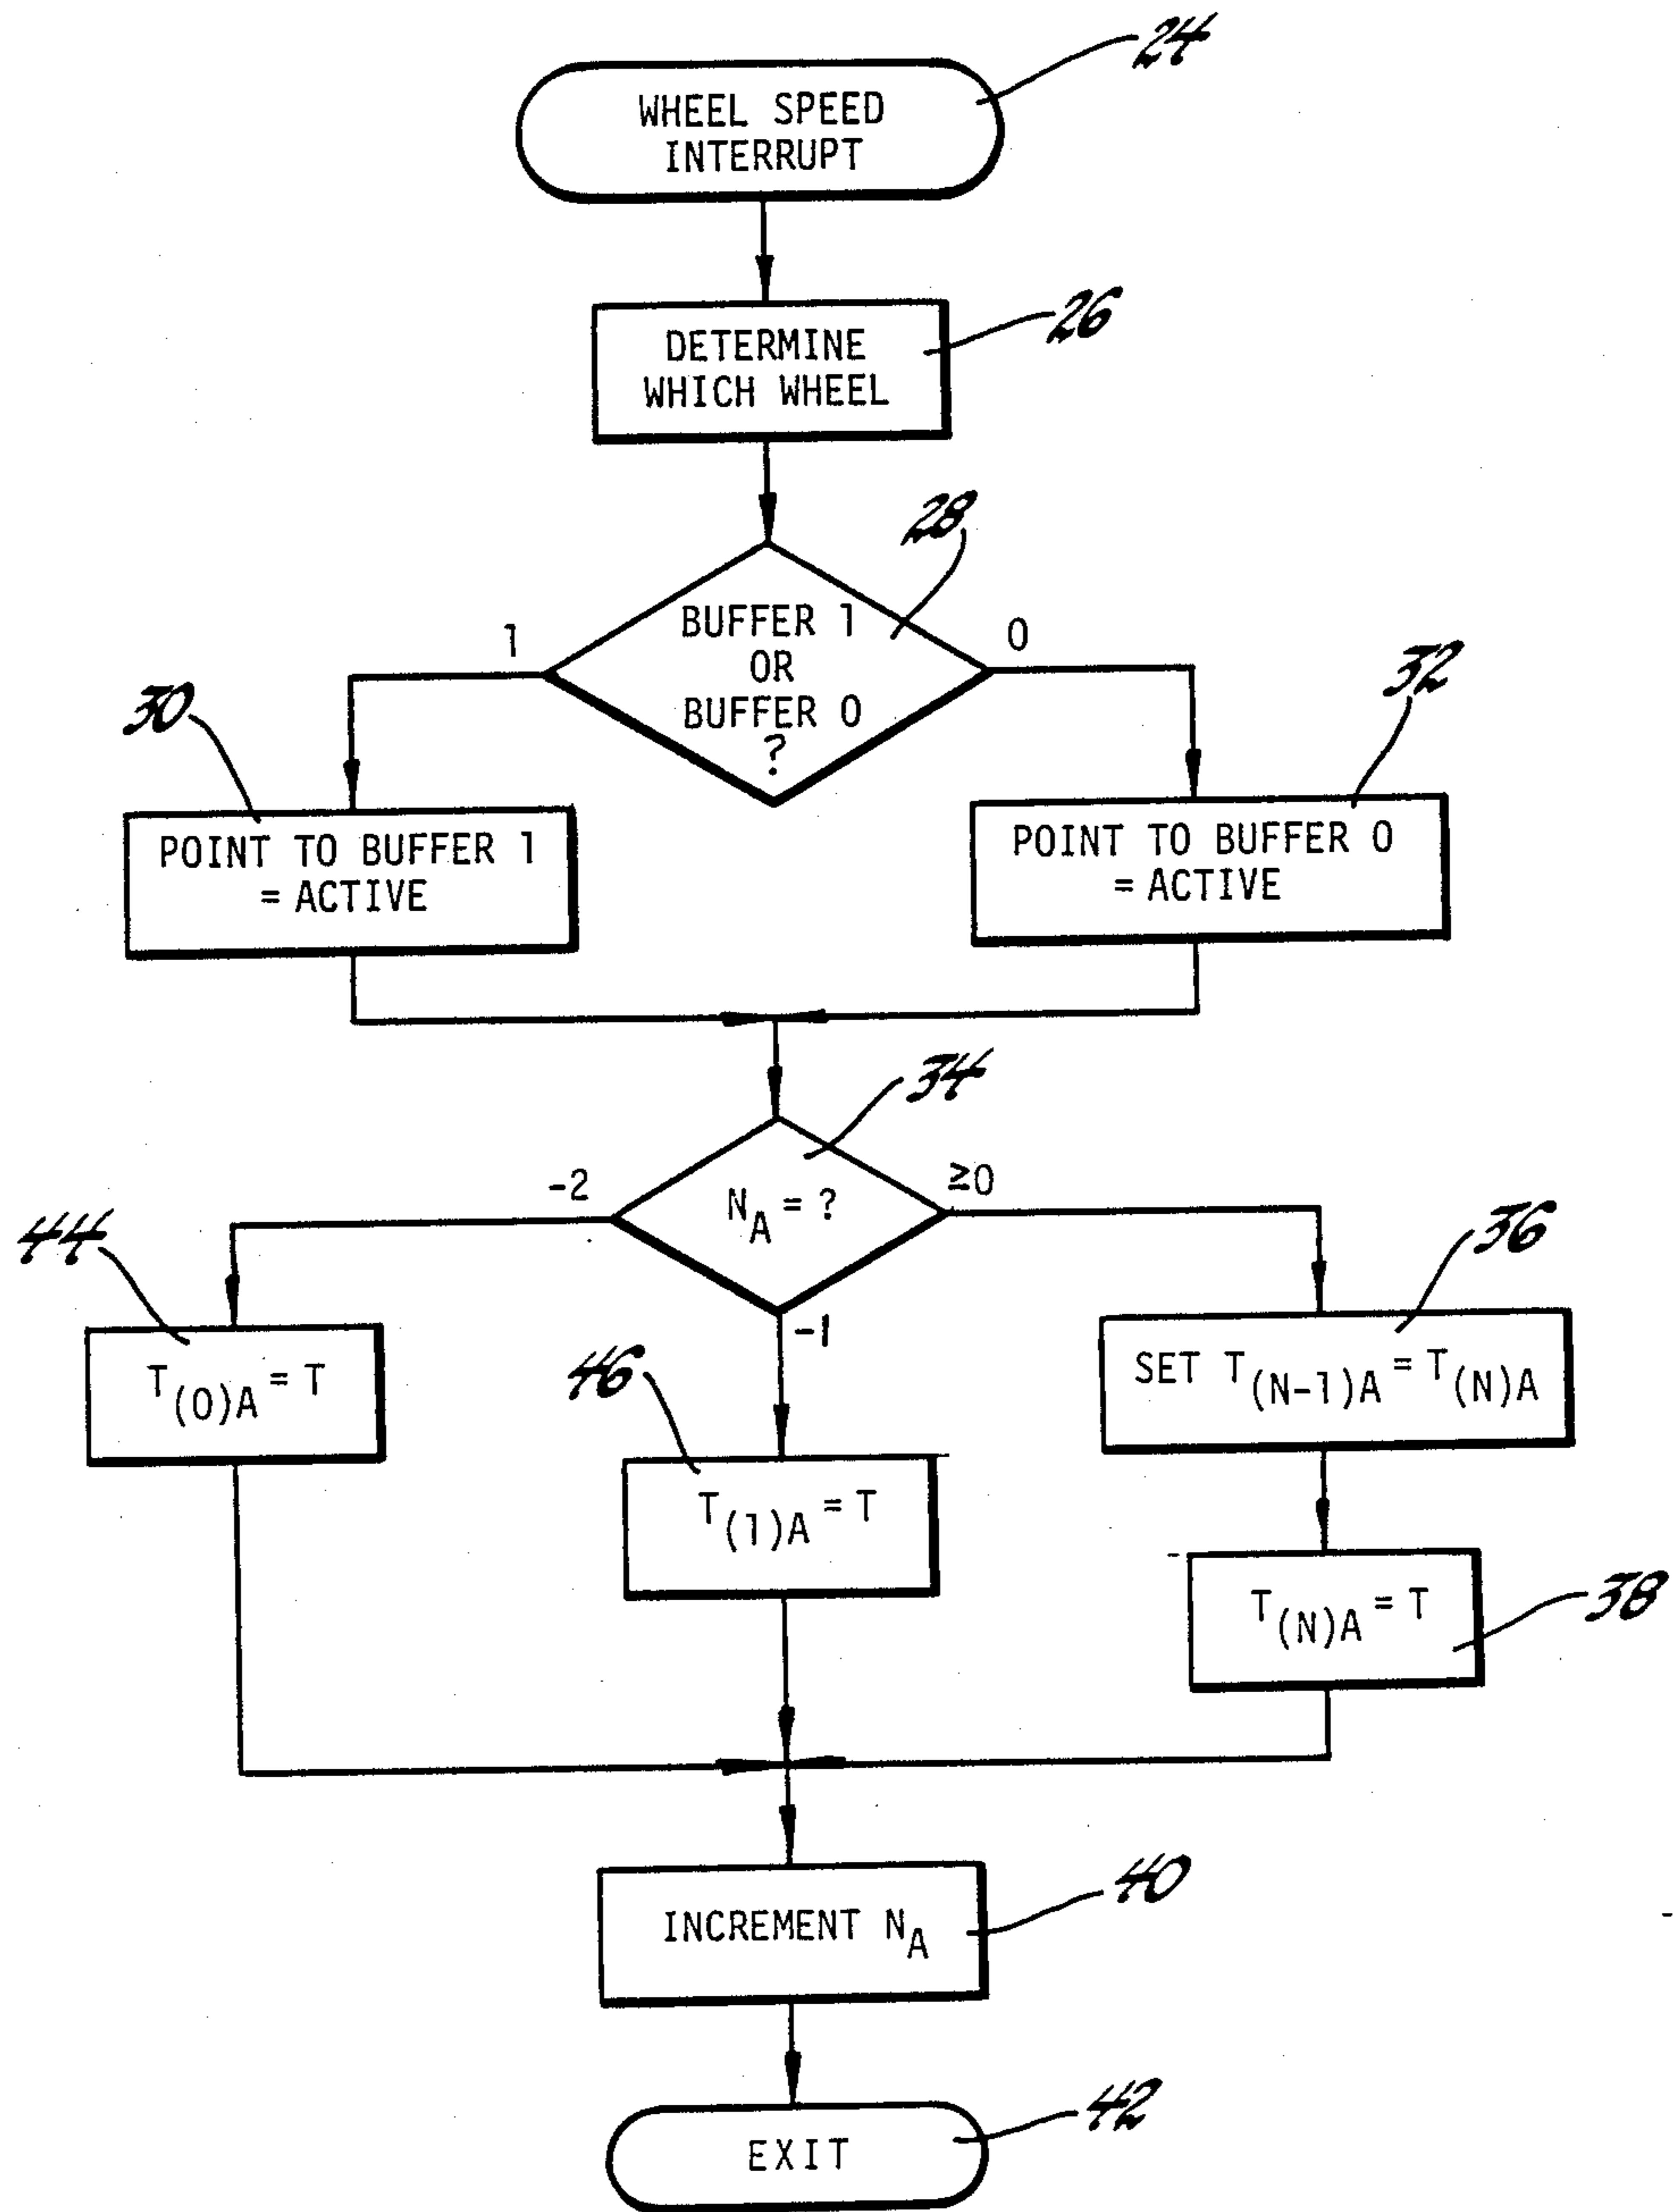 24
WHEEL SPEED
INTERRUPT
26
DETERMINE
WHICH WHEEL
28
BUFFER 1
OR
BUFFER 0
?
1
0
30
32
POINT TO BUFFER 1
= ACTIVE
POINT TO BUFFER 0
= ACTIVE
34
N_A = ?
-2
≥0
-1
44
46
36
T_(0)A = T
T_(1)A = T
SET T_(N-1)A = T_(N)A
38
T_(N)A = T
40
INCREMENT N_A
42
EXIT